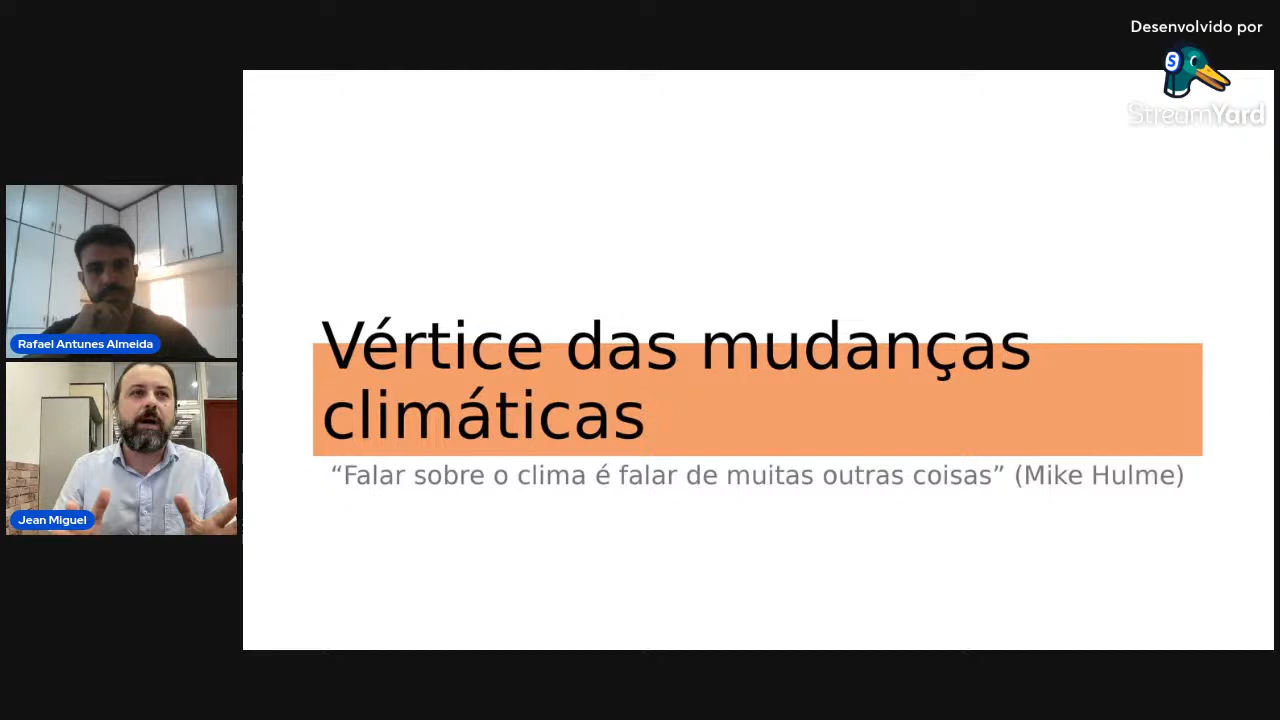 Desenvolvido por
StreamYard
Rafael Antunes Almeida
Jean Miguel
Vértice das mudanças
climáticas
“Falar sobre o clima é falar de muitas outras coisas” (Mike Hulme)